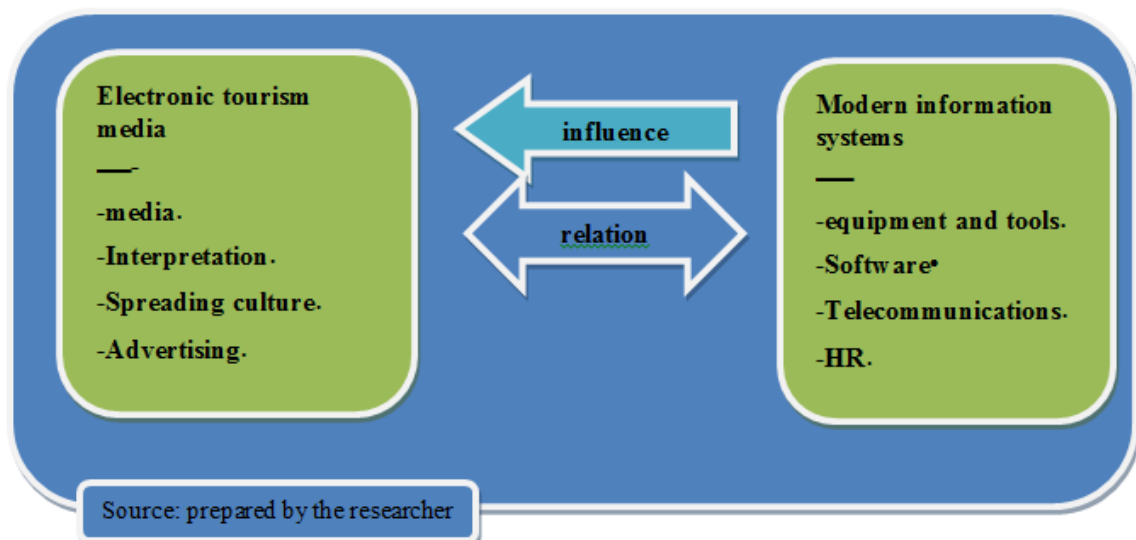 Electronic tourism
media
—-
-media.
-Interpretation.
-Spreading culture.
-Advertising.
influence
relation
Modern information
systems
—
-equipment and tools.
-Software•
-Telecommunications.
-HR.
Source: prepared by the researcher